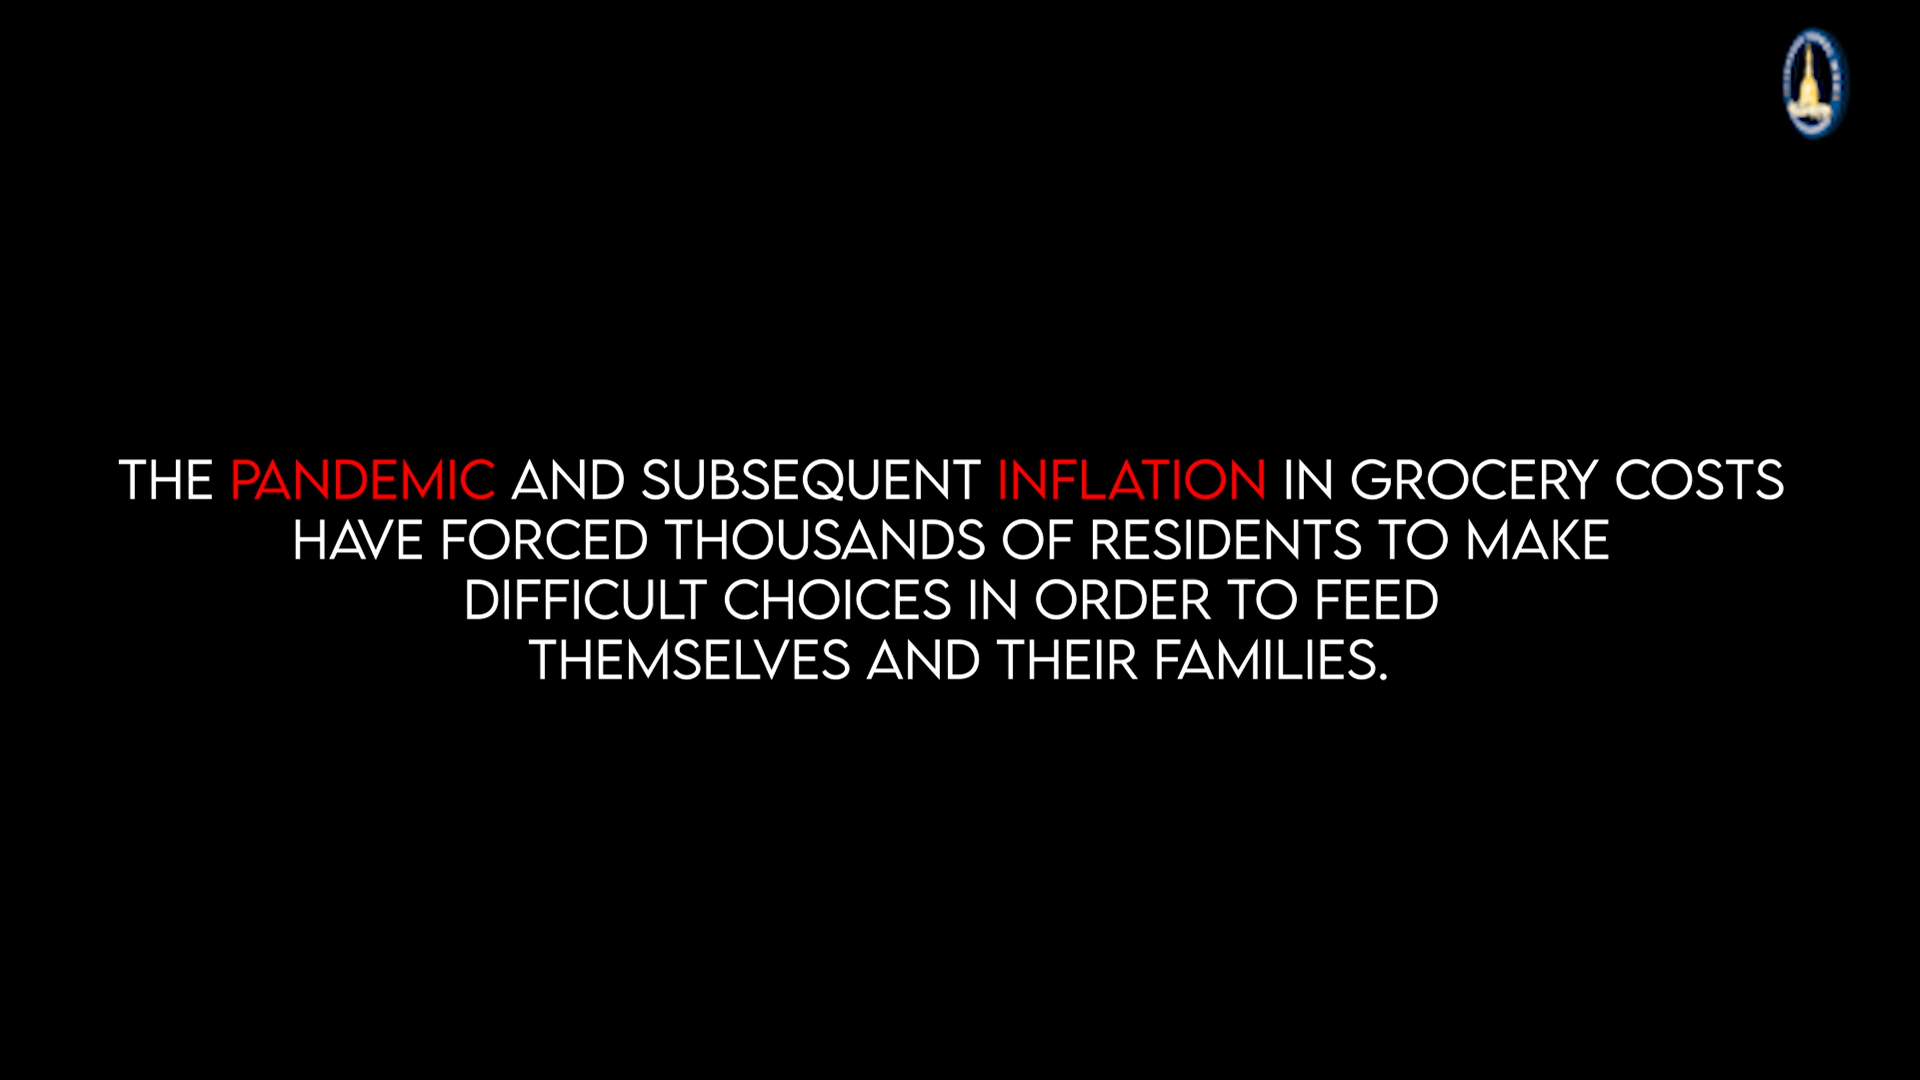 THE PANDEMIC AND SUBSEQUENT INFLATION IN GROCERY COSTS
HAVE FORCED THOUSANDS OF RESIDENTS TO MAKE
DIFFICULT CHOICES IN ORDER TO FEED
THEMSELVES AND THEIR FAMILIES.